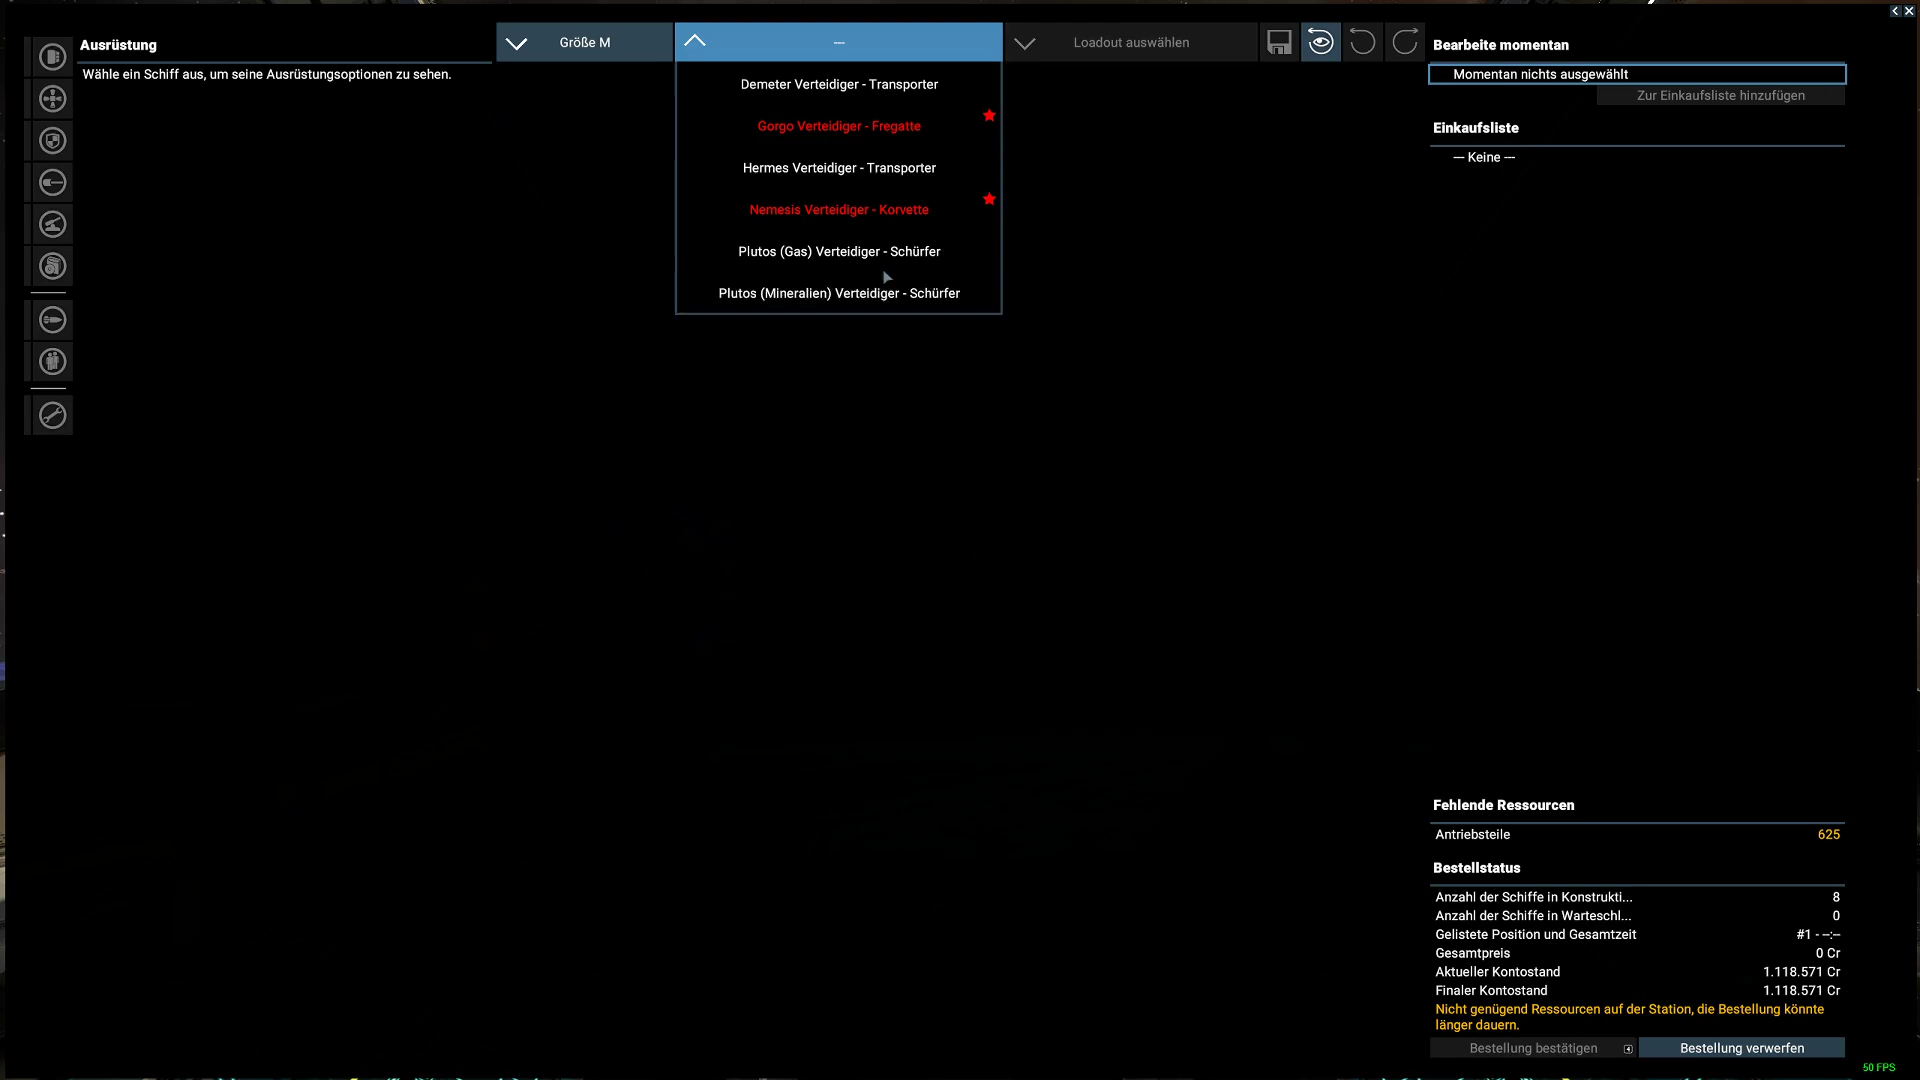 Ausrüstung
Wähle ein Schiff aus, um seine Ausrüstungsoptionen zu sehen.
Größe M
---
Loadout auswählen
Demeter Verteidiger - Transporter
Gorgo Verteidiger - Fregatte
Hermes Verteidiger - Transporter
Nemesis Verteidiger - Korvette
Plutos (Gas) Verteidiger - Schürfer
Plutos (Mineralien) Verteidiger - Schürfer
Bearbeite momentan
Momentan nichts ausgewählt
Zur Einkaufsliste hinzufügen
Einkaufsliste
--- Keine ---
Fehlende Ressourcen
Antriebsteile 625
Bestellstatus
Anzahl der Schiffe in Konstrukti... 8
Anzahl der Schiffe in Warteschl... 0
Gelistete Position und Gesamtzeit #1 - --:--
Gesamtpreis 0 Cr
Aktueller Kontostand 1.118.571 Cr
Finaler Kontostand 1.118.571 Cr
Nicht genügend Ressourcen auf der Station, die Bestellung könnte
länger dauern.
Bestellung bestätigen
Bestellung verwerfen
50 FPS